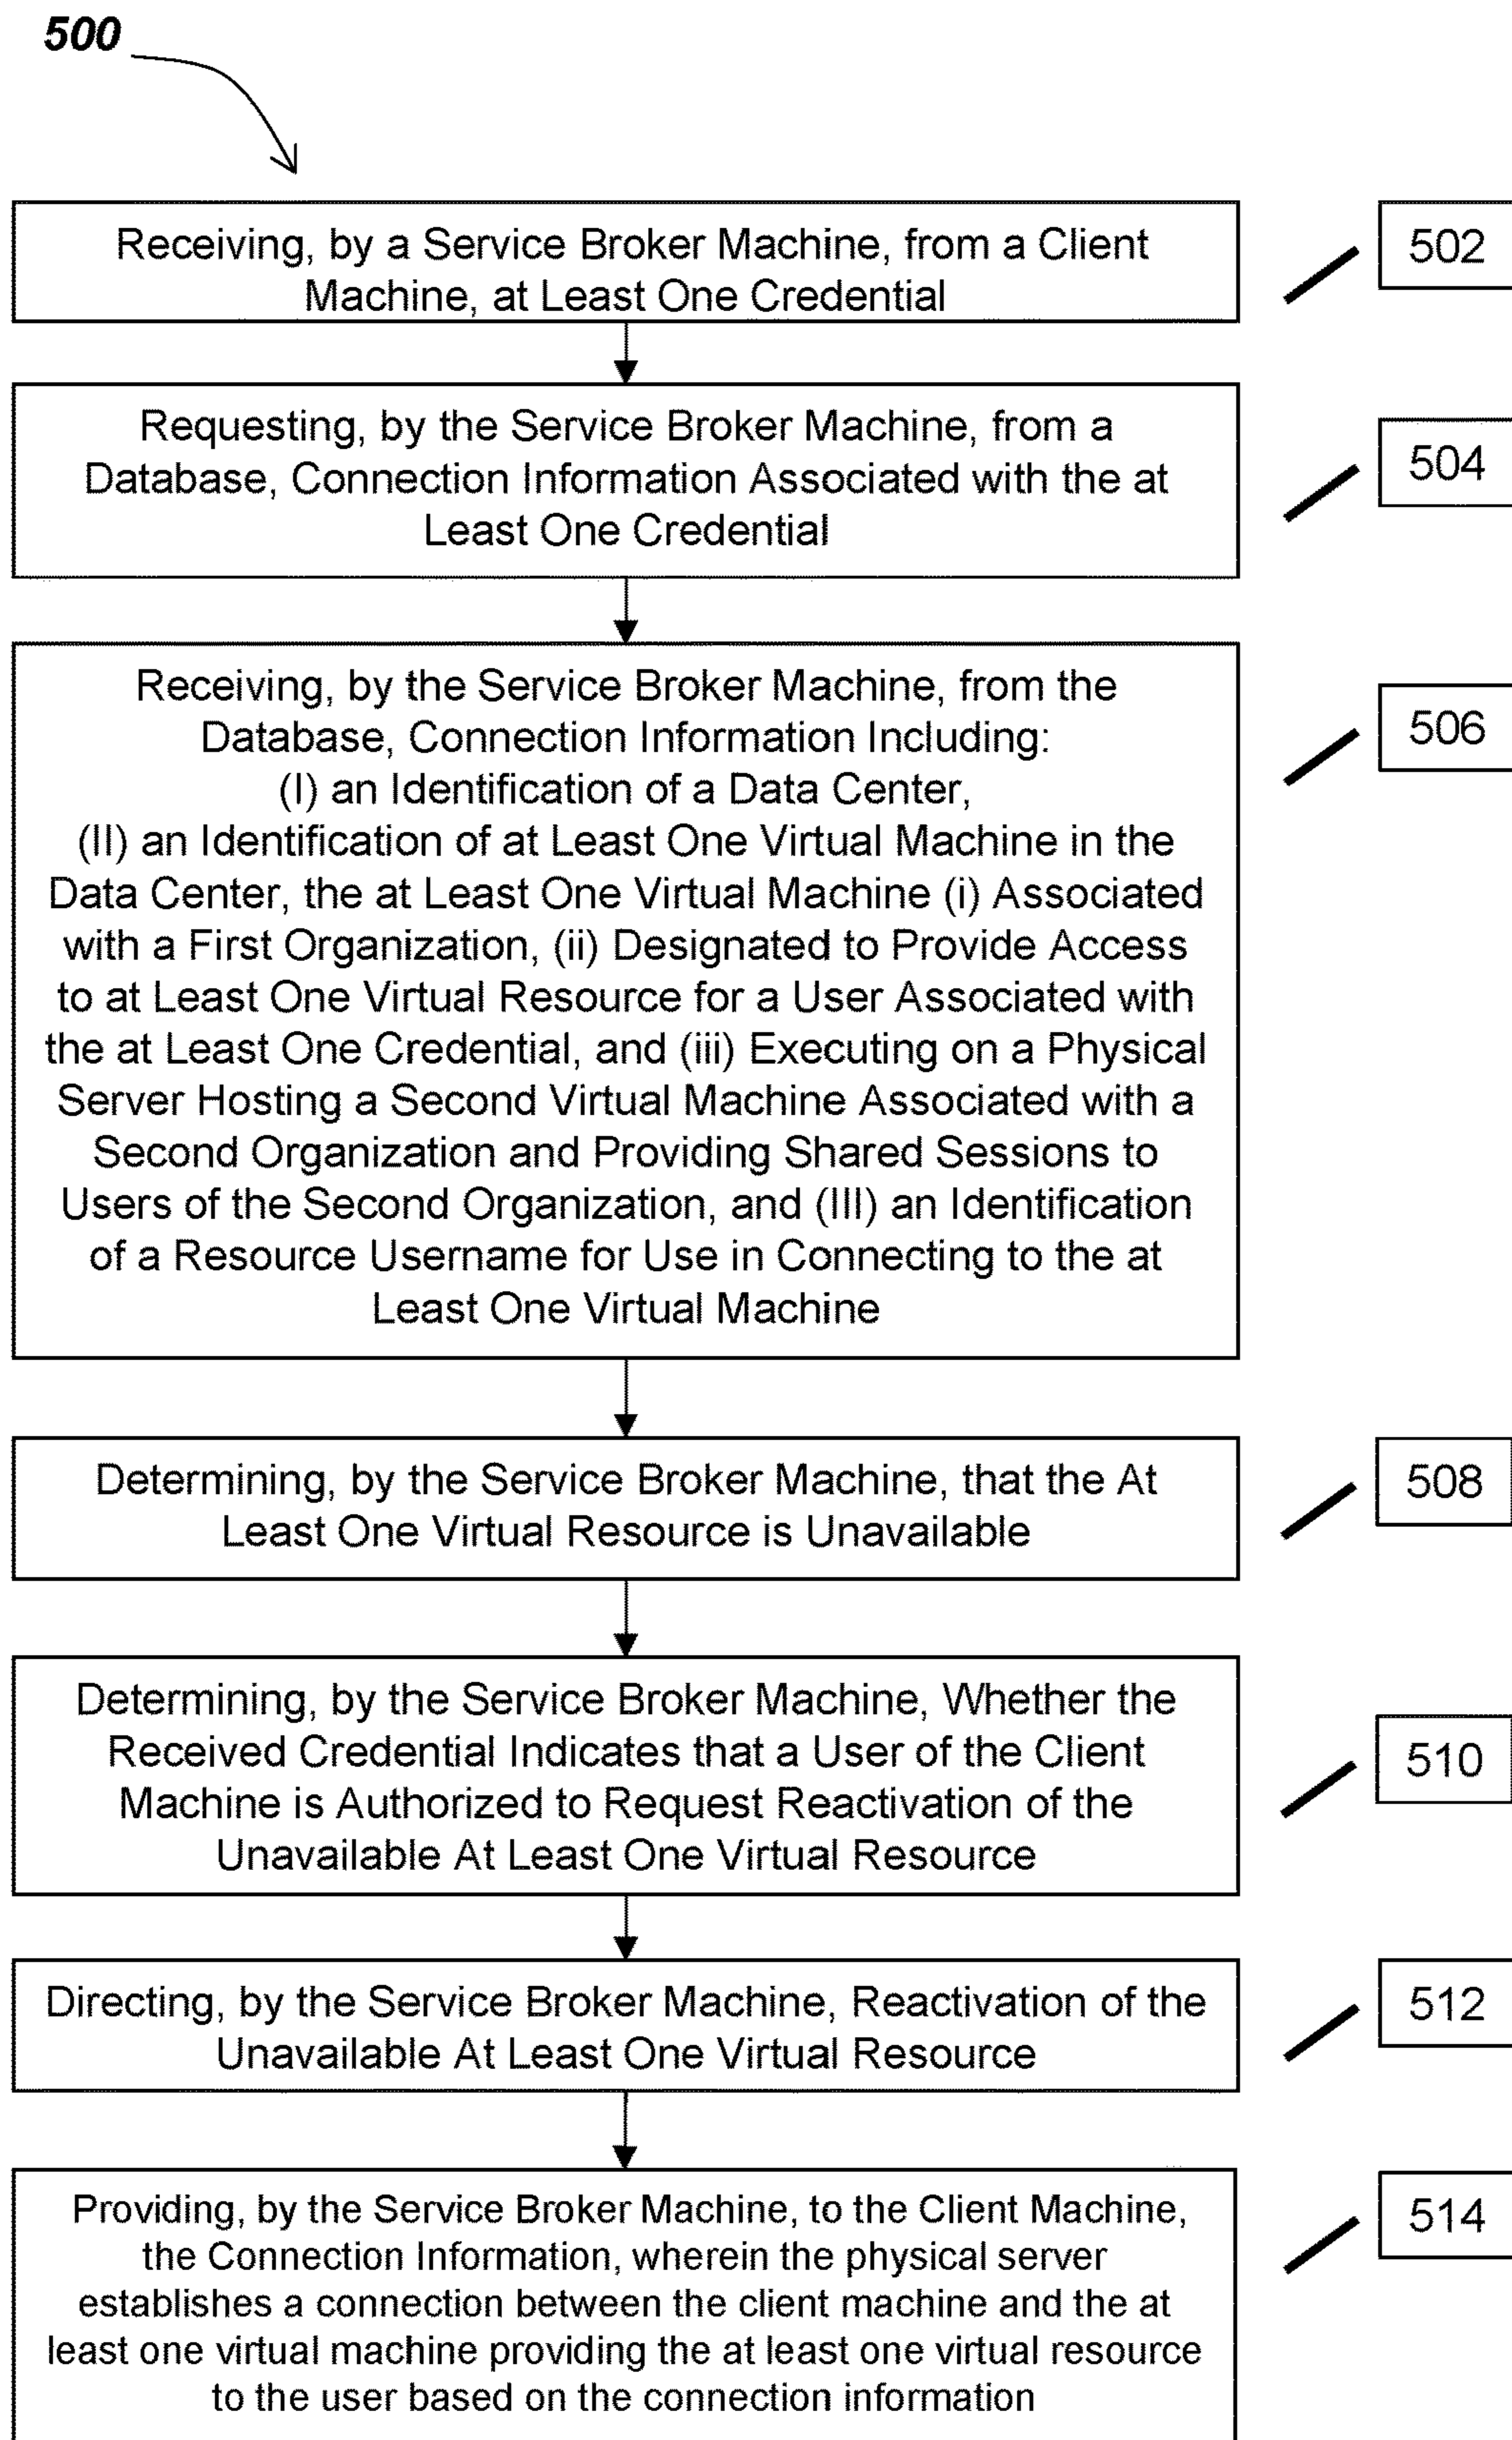 500
Receiving, by a Service Broker Machine, from a Client
Machine, at Least One Credential
502
Requesting, by the Service Broker Machine, from a
Database, Connection Information Associated with the at
Least One Credential
504
Receiving, by the Service Broker Machine, from the
Database, Connection Information Including:
(I) an Identification of a Data Center,
(II) an Identification of at Least One Virtual Machine in the
Data Center, the at Least One Virtual Machine (i) Associated
with a First Organization, (ii) Designated to Provide Access
to at Least One Virtual Resource for a User Associated with
the at Least One Credential, and (iii) Executing on a Physical
Server Hosting a Second Virtual Machine Associated with a
Second Organization and Providing Shared Sessions to
Users of the Second Organization, and (III) an Identification
of a Resource Username for Use in Connecting to the at
Least One Virtual Machine
506
Determining, by the Service Broker Machine, that the At
Least One Virtual Resource is Unavailable
508
Determining, by the Service Broker Machine, Whether the
Received Credential Indicates that a User of the Client
Machine is Authorized to Request Reactivation of the
Unavailable At Least One Virtual Resource
510
Directing, by the Service Broker Machine, Reactivation of the
Unavailable At Least One Virtual Resource
512
Providing, by the Service Broker Machine, to the Client Machine,
the Connection Information, wherein the physical server
establishes a connection between the client machine and the at
least one virtual machine providing the at least one virtual resource
to the user based on the connection information
514